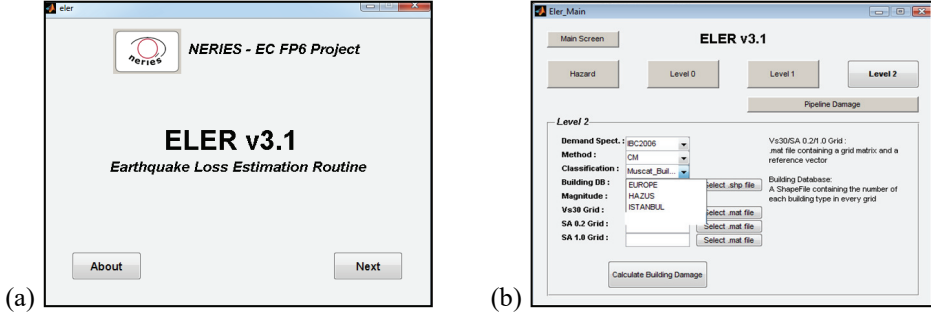 eler
neries
NERIES - EC FP6 Project
ELER v3.1
Earthquake Loss Estimation Routine
About
Next
(a)
Eler_Main
Main Screen
ELER v3.1
Hazard
Level 0
Level 1
Level 2
Pipeline Damage
Level 2
Demand Spect. : IBC2006
Method : CM
Classification : Muscat_Buil...
Building DB : Select .shp file
EUROPE
HAZUS
ISTANBUL
Magnitude :
Vs30 Grid : Select .mat file
SA 0.2 Grid : Select .mat file
SA 1.0 Grid : Select .mat file
Vs30/SA 0.2/1.0 Grid :
.mat file containing a grid matrix and a
reference vector
Building Database:
A ShapeFile containing the number of
each building type in every grid
Calculate Building Damage
(b)